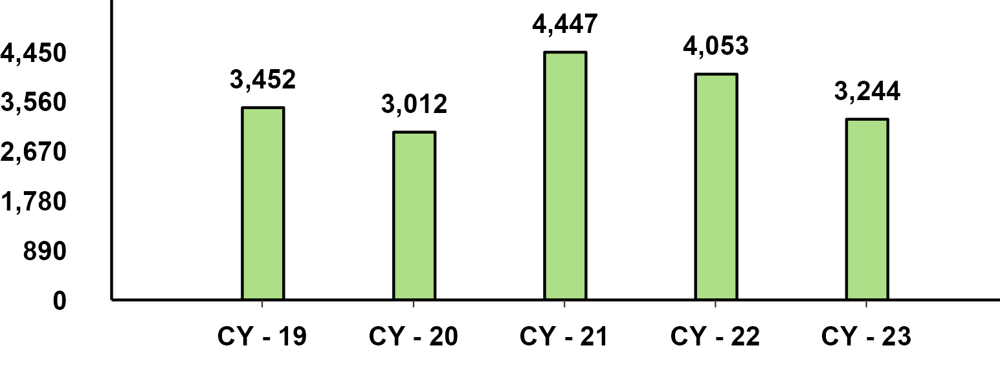 4,447
4,450
4,053
3,452
3,560
3,012
3,244
2,670
1,780
890
0
CY - 19
CY - 20
CY - 21
CY - 22
CY - 23